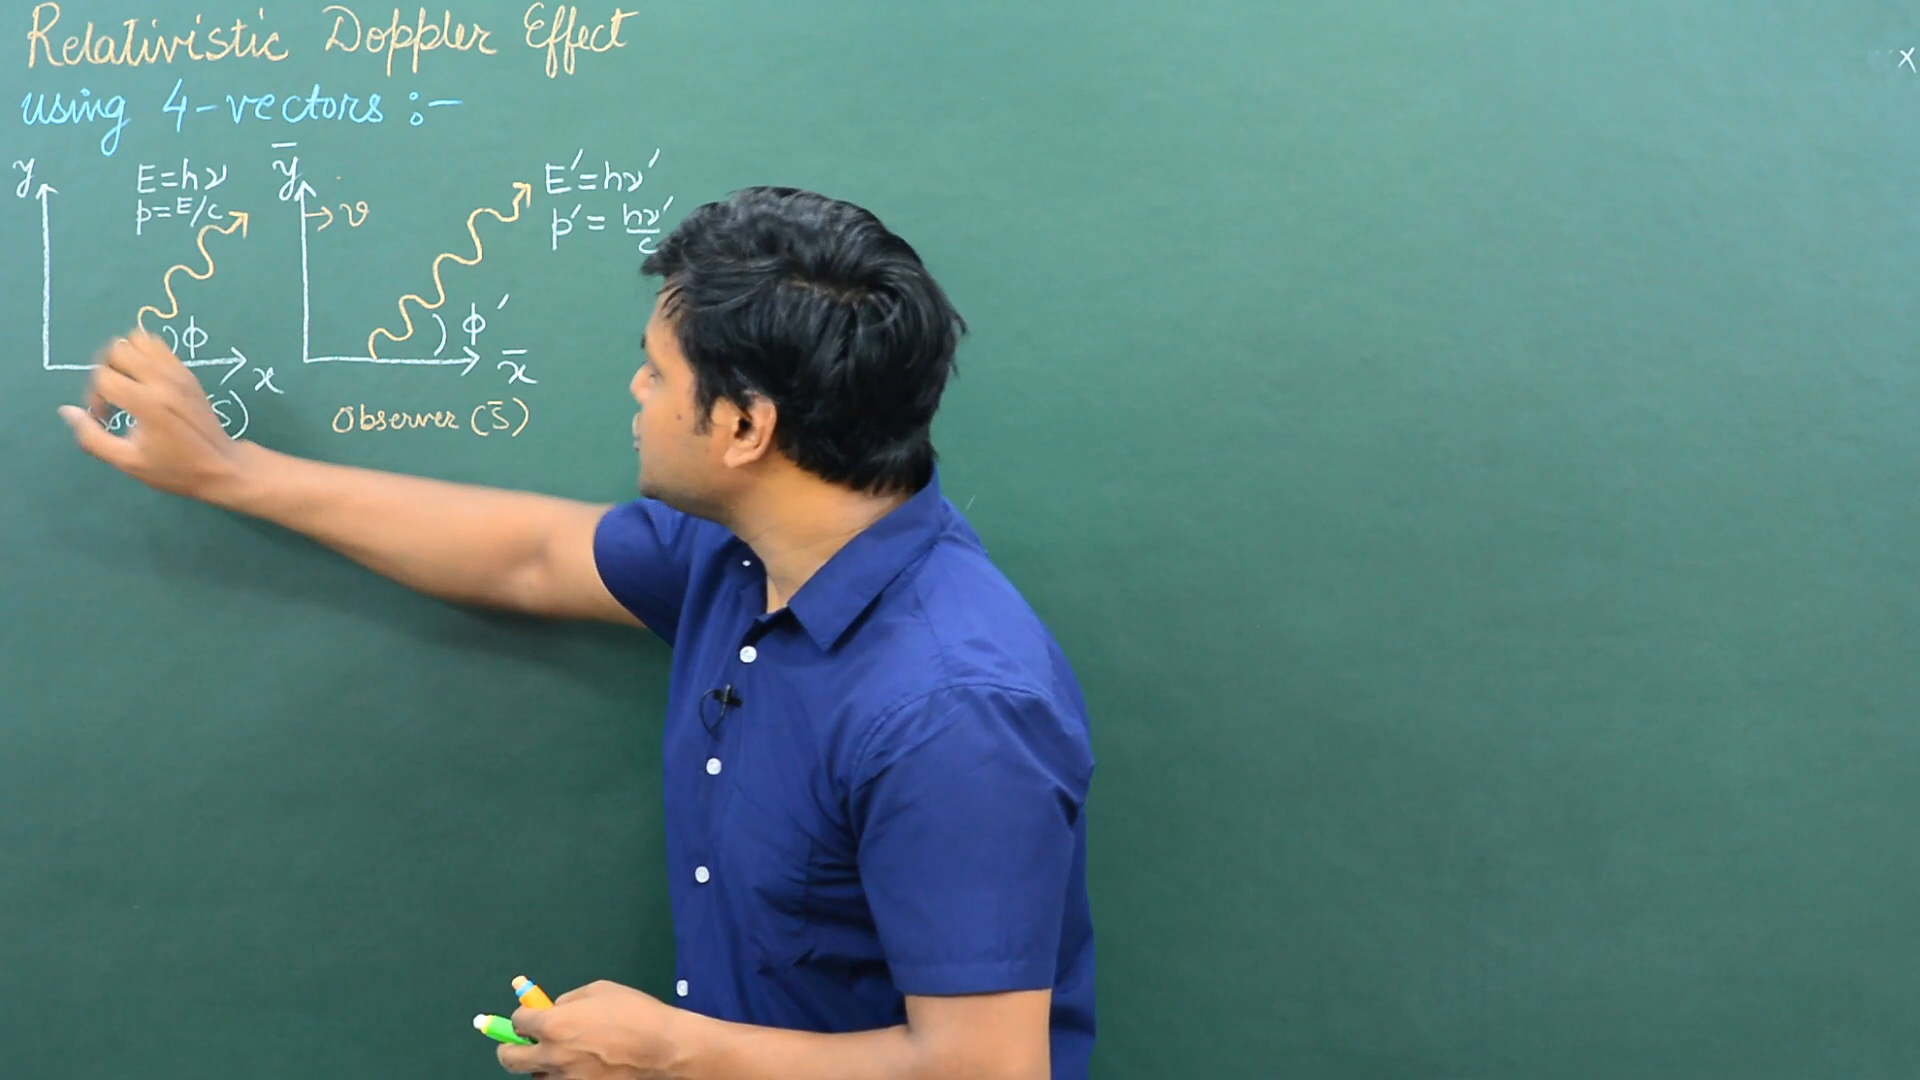 Relativistic Doppler Effect
using 4-vectors :-
y
E=hν
p=E/c
ϕ
x
(S)
ȳ
v
E′=hν′
p′= hν′/c
ϕ′
x̄
Observer (S̄)
x